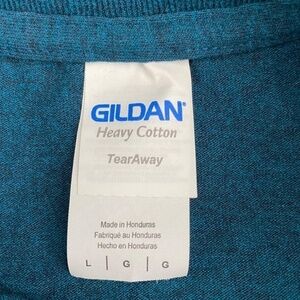 GILDAN®
Heavy Cotton
TearAway
Made in Honduras
Fabriqué au Honduras
Hecho en Honduras
L | G | G